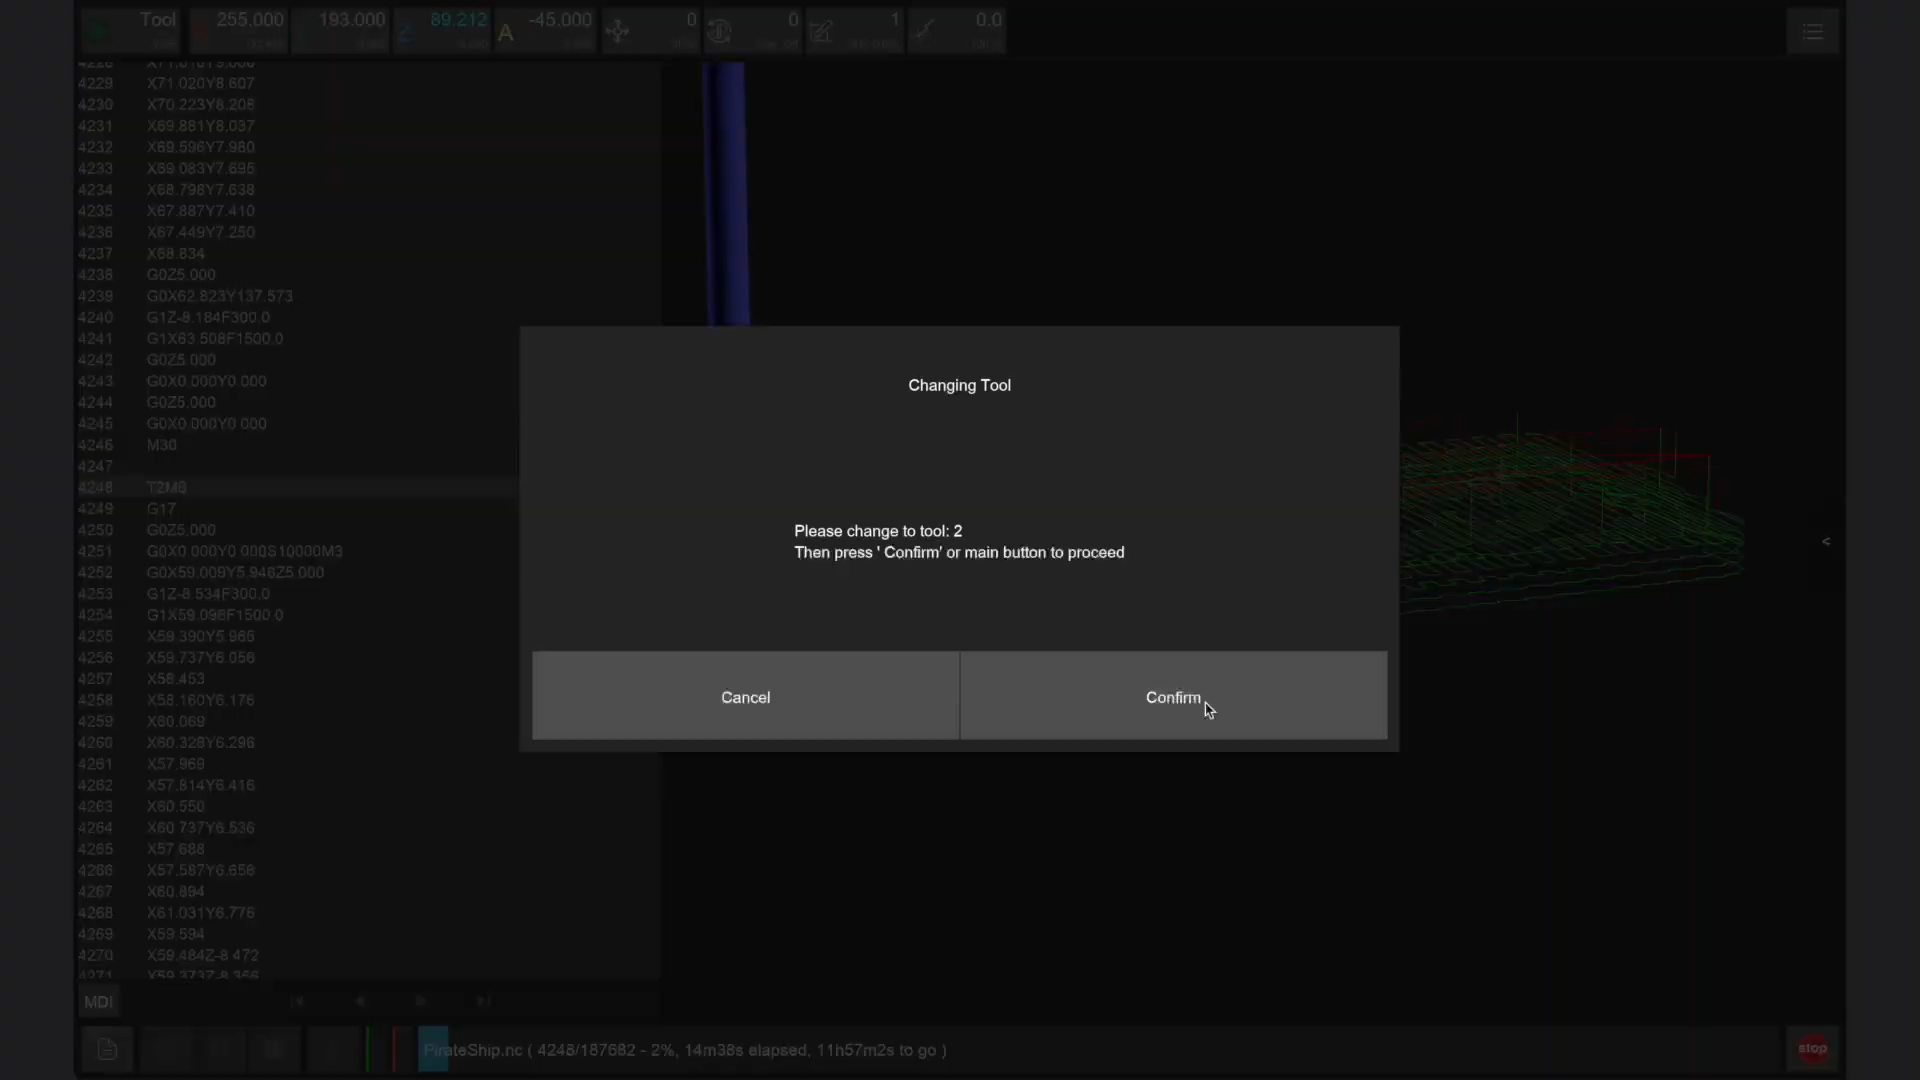 Tool
255.000
193.000
Z 89.212
A -45.000
0
0
1
0.0
4229 X71.020Y8.607
4230 X70.223Y8.208
4231 X69.881Y8.037
4232 X69.596Y7.980
4233 X69.083Y7.695
4234 X68.798Y7.638
4235 X67.887Y7.410
4236 X67.449Y7.250
4237 X68.834
4238 G0Z5.000
4239 G0X62.823Y137.573
4240 G1Z-8.184F300.0
4241 G1X63.508F1500.0
4242 G0Z5.000
4243 G0X0.000Y0.000
4244 G0Z5.000
4245 G0X0.000Y0.000
4246 M30
4247
4248 T2M6
4249 G17
4250 G0Z5.000
4251 G0X0.000Y0.000S10000M3
4252 G0X59.009Y5.946Z5.000
4253 G1Z-8.534F300.0
4254 G1X59.098F1500.0
4255 X59.390Y5.965
4256 X59.737Y6.056
4257 X58.453
4258 X58.160Y6.176
4259 X60.069
4260 X60.328Y6.296
4261 X57.969
4262 X57.814Y6.416
4263 X60.550
4264 X60.737Y6.536
4265 X57.688
4266 X57.587Y6.656
4267 X60.894
4268 X61.031Y6.776
4269 X59.594
4270 X59.484Z-8.472
4271 X59.373Z-8.356
Changing Tool
Please change to tool: 2
Then press ' Confirm' or main button to proceed
Cancel
Confirm
<
MDI
PirateShip.nc ( 4248/187682 - 2%, 14m38s elapsed, 11h57m2s to go )
stop